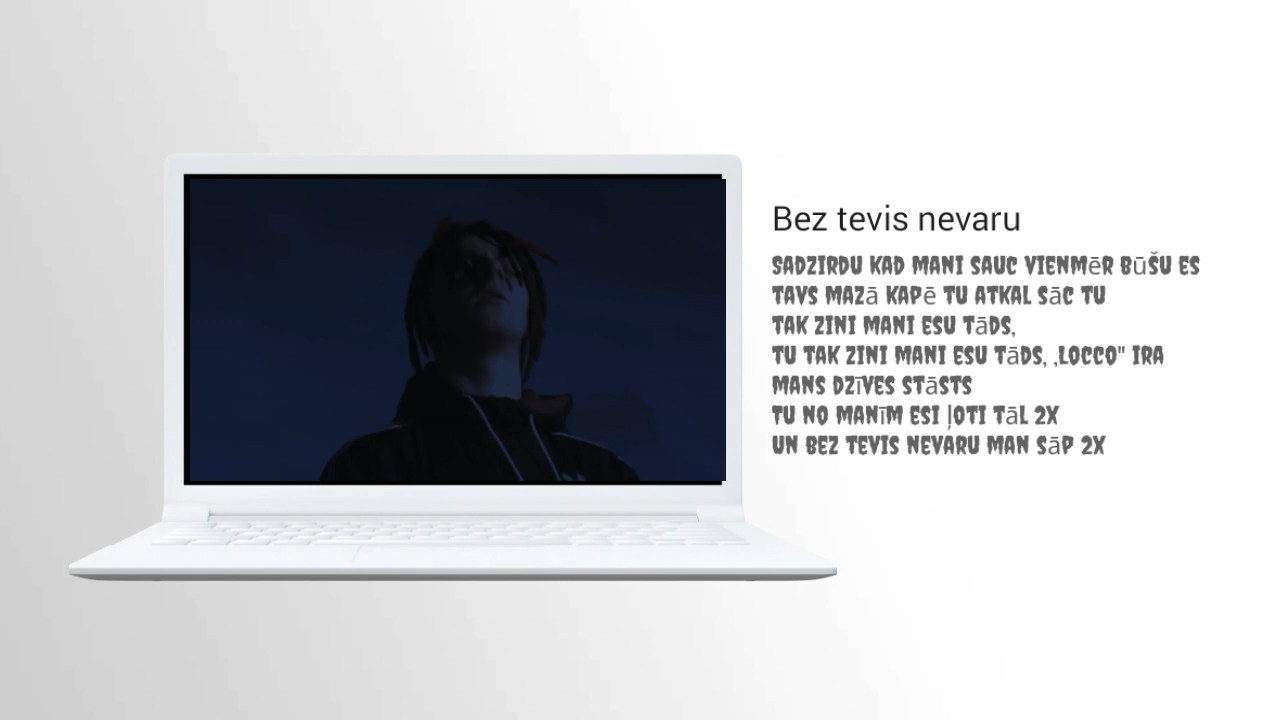 Bez tevis nevaru
SADZIRDU KAD MANI SAUC VIENMēR BūŠU ES
TAVS MAZā KAPē TU ATKAL SāC TU
TAK ZINI MANI ESU TāDS,
TU TAK ZINI MANI ESU TāDS, ,LOCCO" IRA
MANS DZīVES STāSTS
TU NO MANīM ESI ļOTI TāL 2X
UN BEZ TEVIS NEVARU MAN SāP 2X